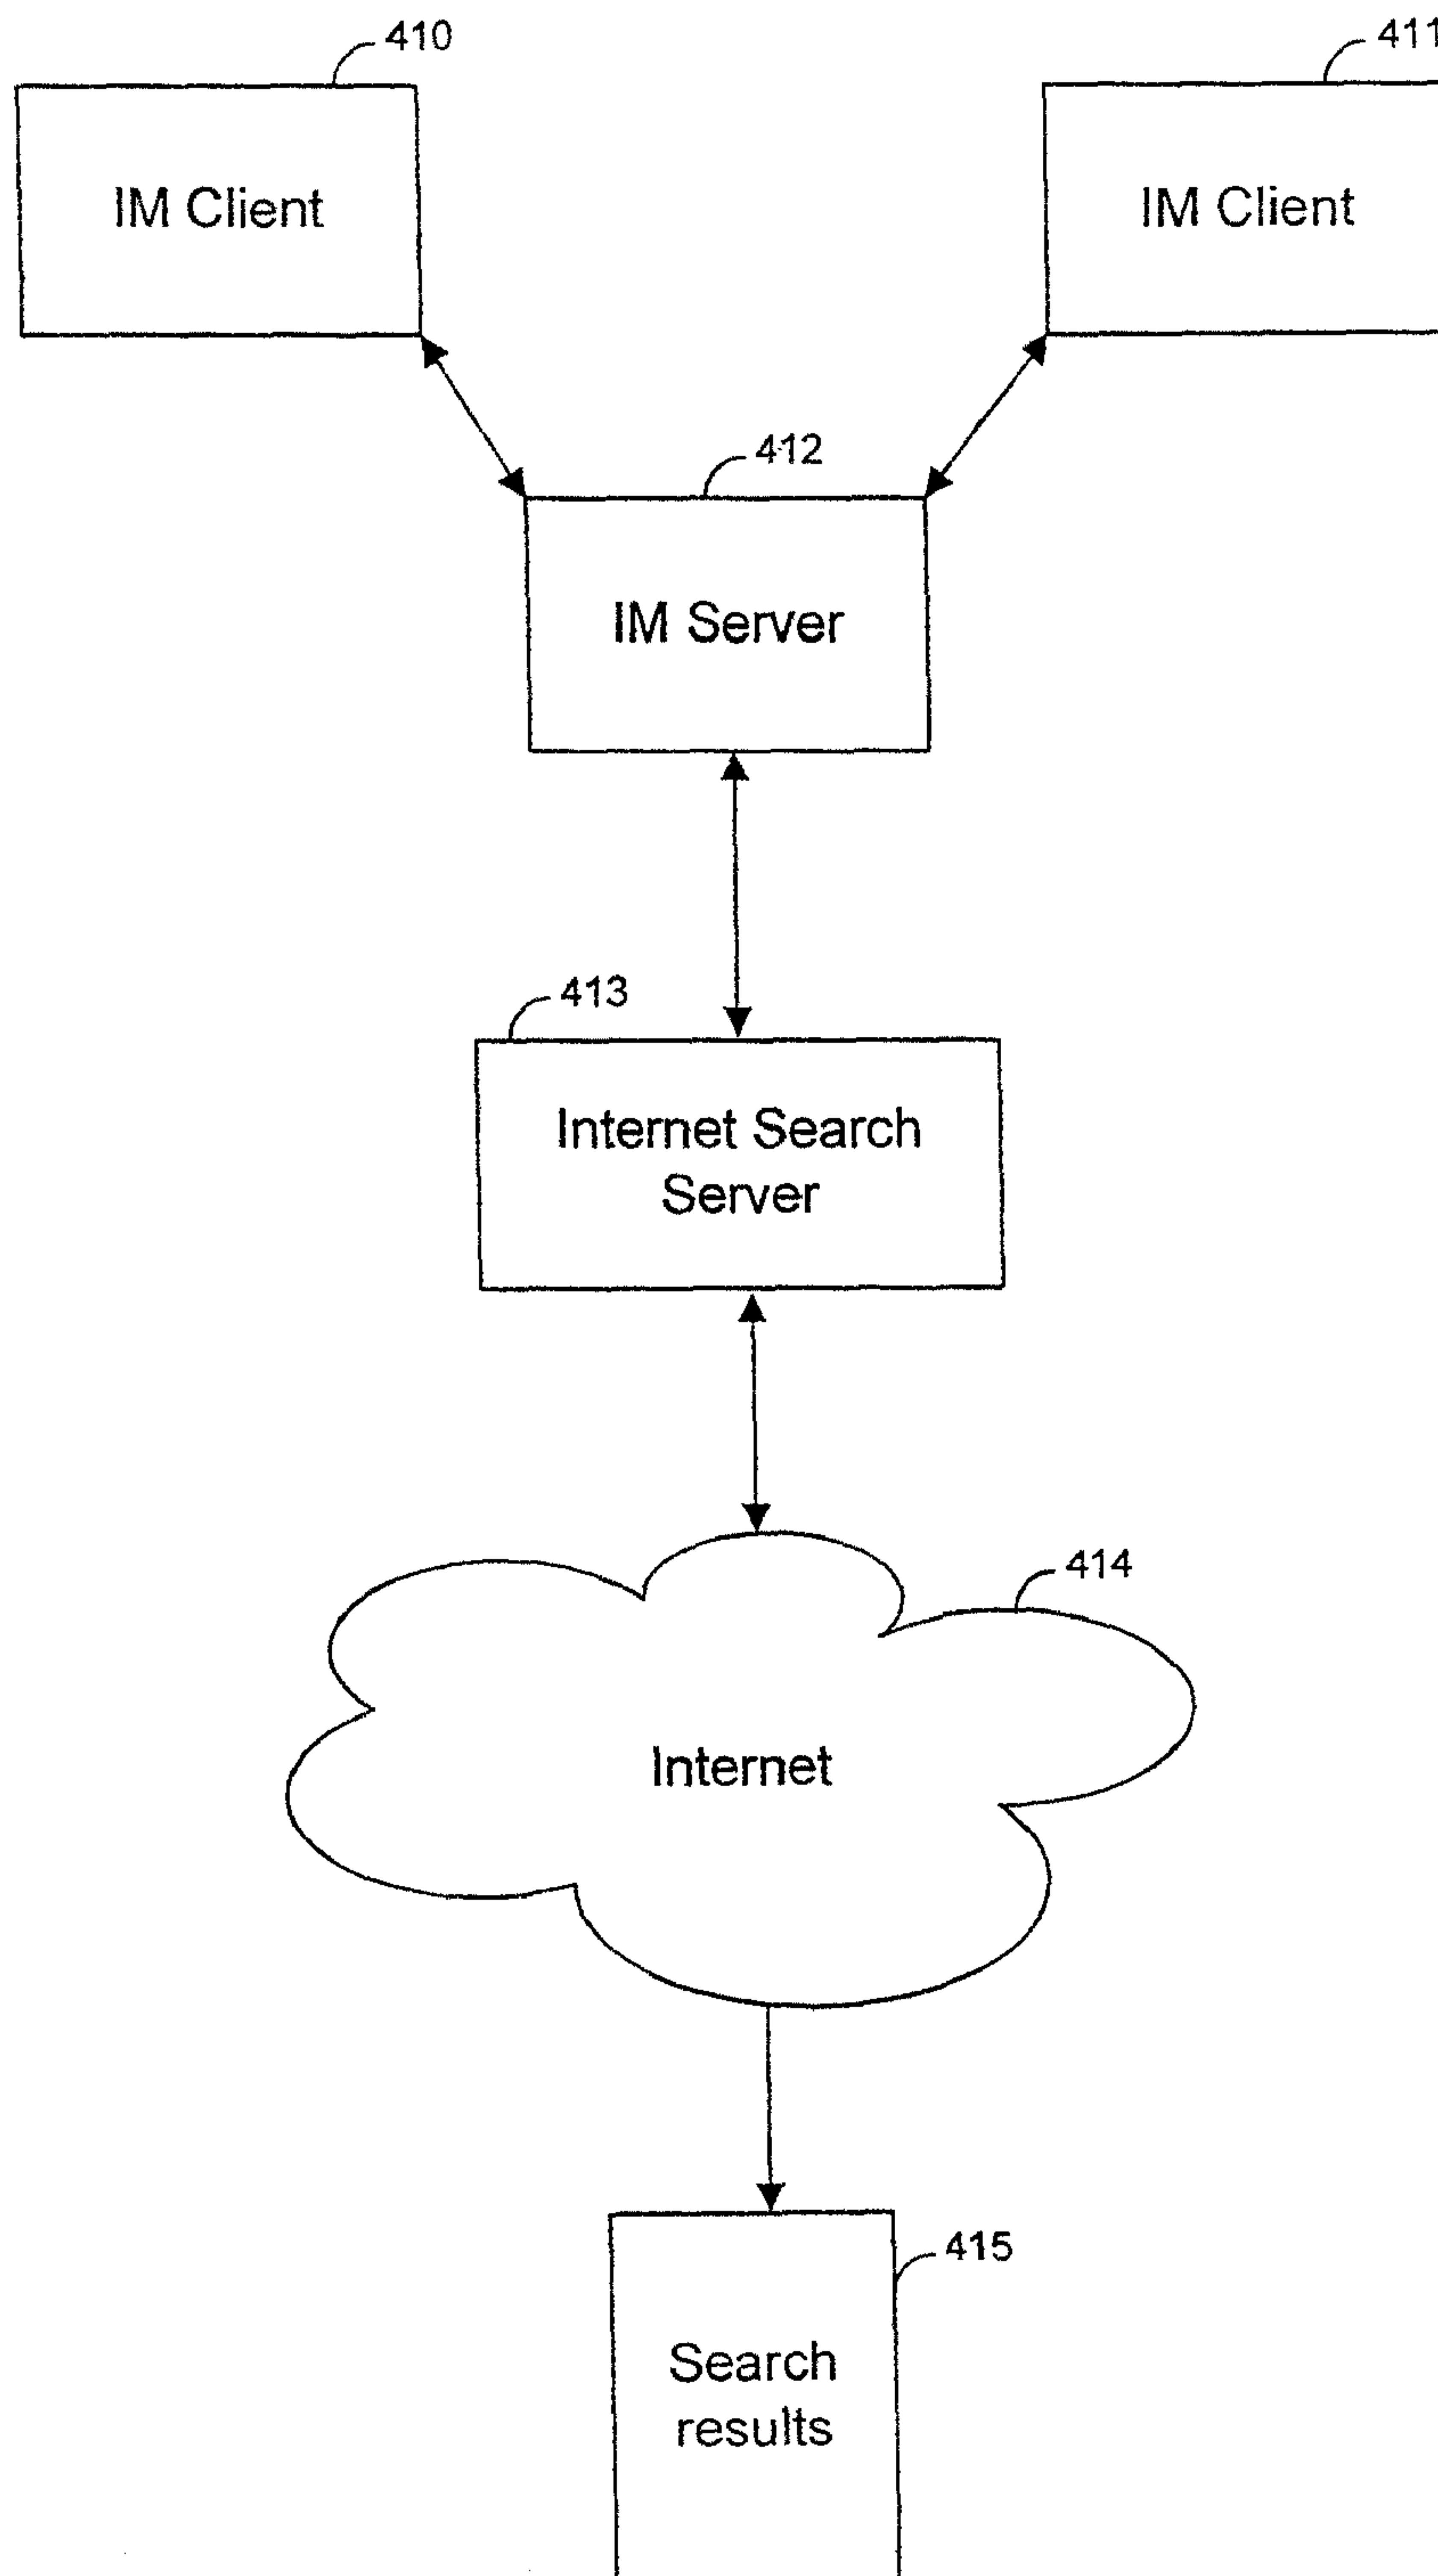 410
411
IM Client
IM Client
412
IM Server
413
Internet Search
Server
414
Internet
415
Search
results